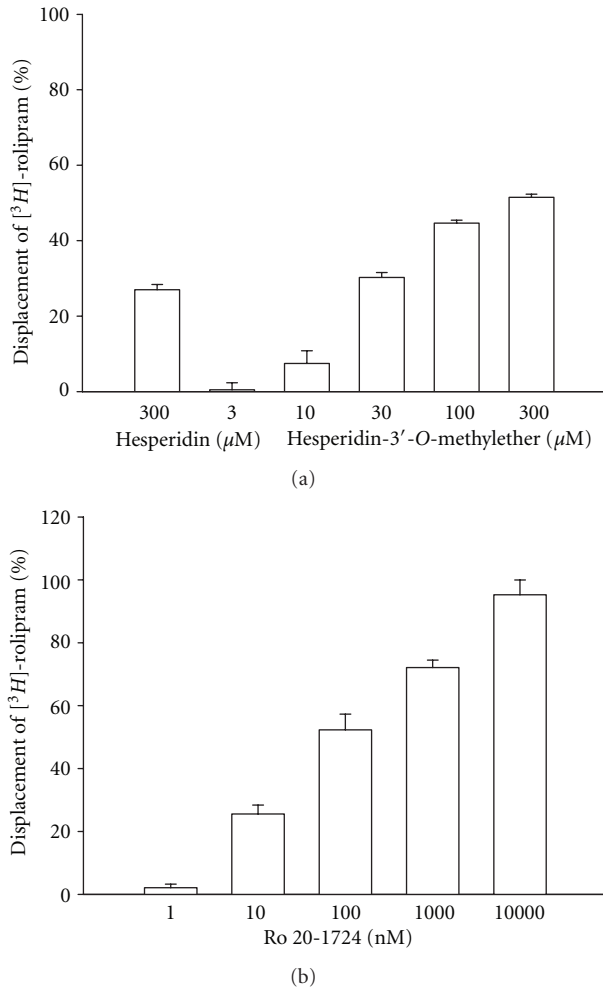 100
80
60
40
20
0
Displacement of [³H]-rolipram (%)
300 3 10 30 100 300
Hesperidin (μM) Hesperidin-3′-O-methylether (μM)
(a)
120
100
80
60
40
20
0
Displacement of [³H]-rolipram (%)
1 10 100 1000 10000
Ro 20-1724 (nM)
(b)